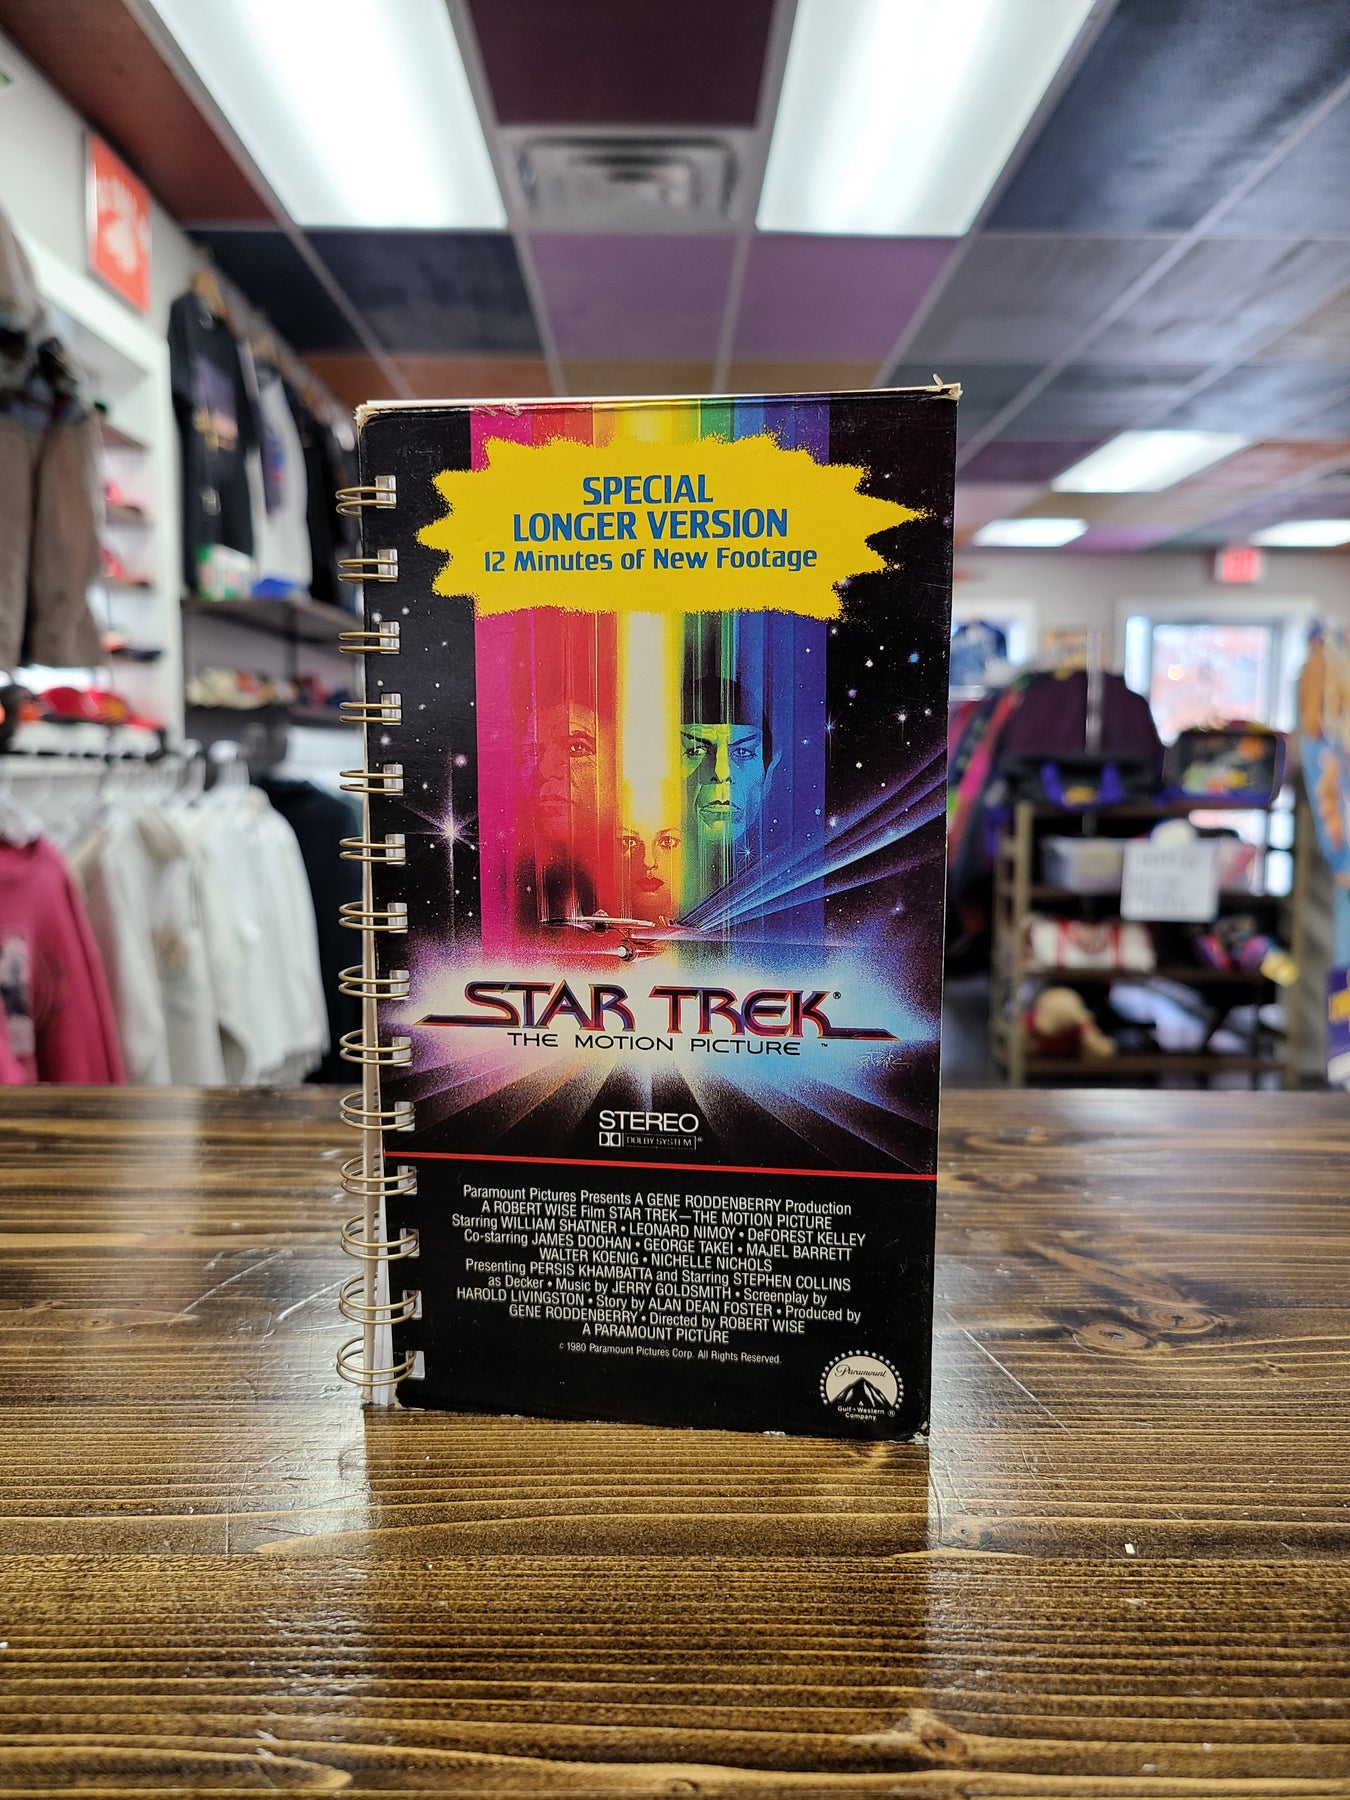 SPECIAL
LONGER VERSION
12 Minutes of New Footage
STAR TREK®
THE MOTION PICTURE ™
STEREO
DOLBY SYSTEM ®
Paramount Pictures Presents A GENE RODDENBERRY Production
A ROBERT WISE Film STAR TREK—THE MOTION PICTURE
Starring WILLIAM SHATNER • LEONARD NIMOY • DeFOREST KELLEY
Co-starring JAMES DOOHAN • GEORGE TAKEI • MAJEL BARRETT
WALTER KOENIG • NICHELLE NICHOLS
Presenting PERSIS KHAMBATTA and Starring STEPHEN COLLINS
as Decker • Music by JERRY GOLDSMITH • Screenplay by
HAROLD LIVINGSTON • Story by ALAN DEAN FOSTER • Produced by
GENE RODDENBERRY • Directed by ROBERT WISE
A PARAMOUNT PICTURE
© 1980 Paramount Pictures Corp. All Rights Reserved.
Paramount
Gulf+Western ®
Company